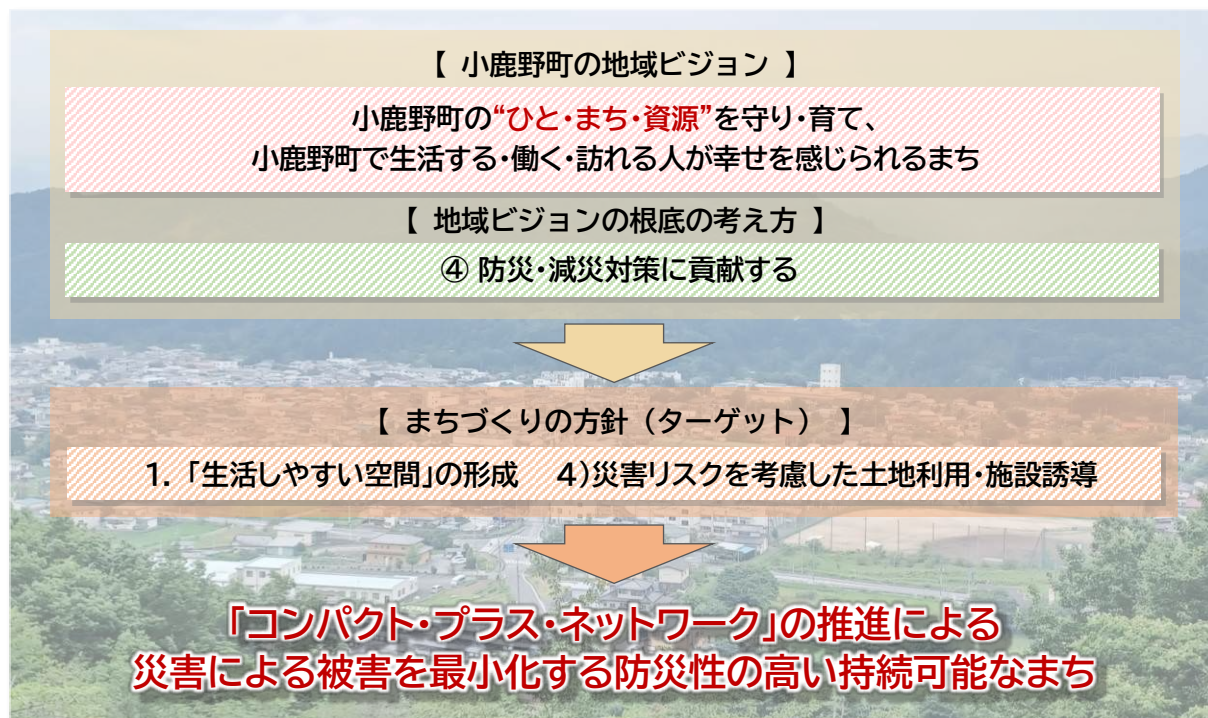 【 小鹿野町の地域ビジョン 】
小鹿野町の“ひと・まち・資源”を守り・育て、
小鹿野町で生活する・働く・訪れる人が幸せを感じられるまち
【 地域ビジョンの根底の考え方 】
④ 防災・減災対策に貢献する
【 まちづくりの方針（ターゲット） 】
1．「生活しやすい空間」の形成　4）災害リスクを考慮した土地利用・施設誘導
「コンパクト・プラス・ネットワーク」の推進による
災害による被害を最小化する防災性の高い持続可能なまち